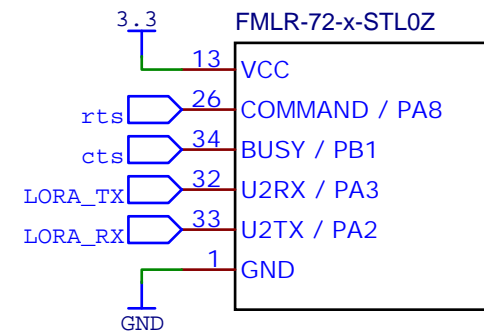 3.3 FMLR-72-x-STL0Z
13 VCC
rts 26 COMMAND / PA8
cts 34 BUSY / PB1
LORA_TX 32 U2RX / PA3
LORA_RX 33 U2TX / PA2
1 GND
GND